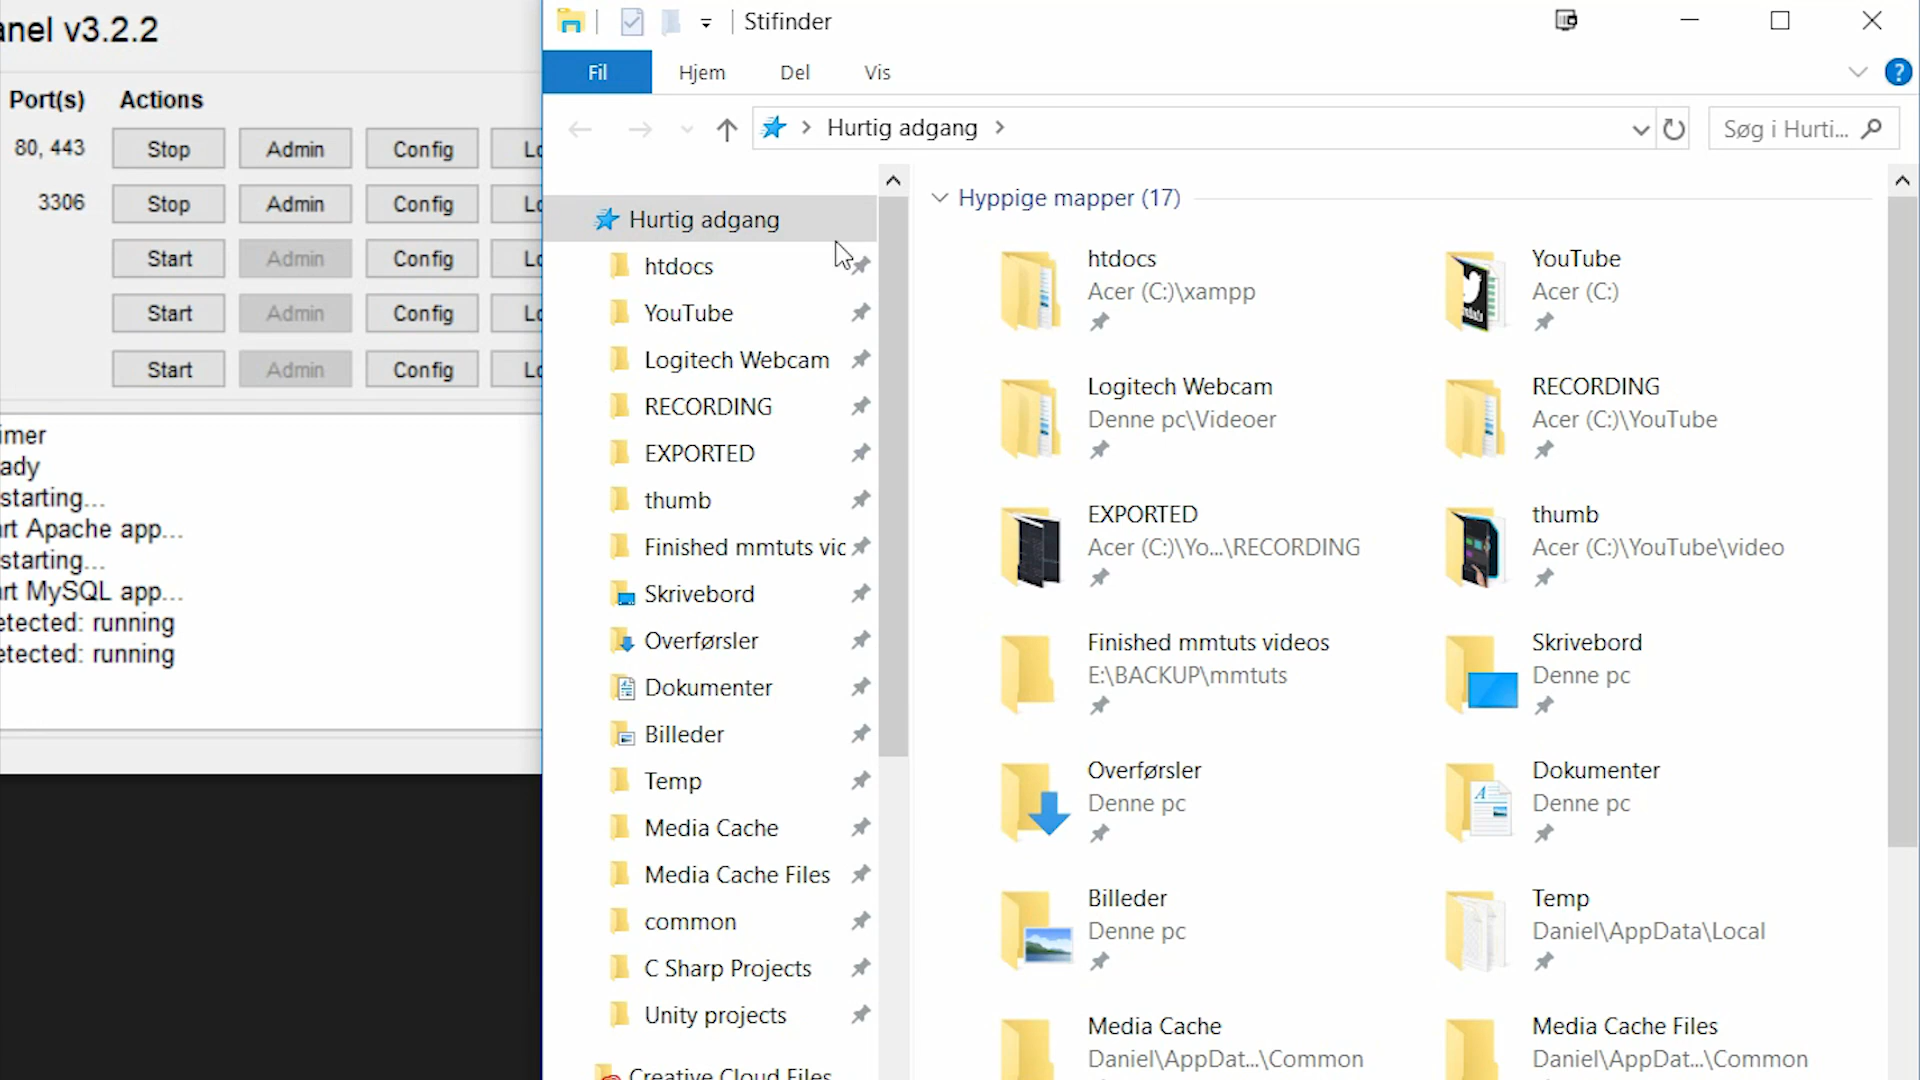 anel v3.2.2
Port(s) Actions
80, 443 Stop Admin Config Lo
3306 Stop Admin Config Lo
Start Admin Config Lo
Start Admin Config Lo
Start Admin Config Lo
imer
ady
starting...
rt Apache app...
starting...
rt MySQL app...
etected: running
etected: running
Stifinder
Fil Hjem Del Vis
?
Hurtig adgang
Søg i Hurti...
Hurtig adgang
htdocs
YouTube
Logitech Webcam
RECORDING
EXPORTED
thumb
Finished mmtuts vic
Skrivebord
Overførsler
Dokumenter
Billeder
Temp
Media Cache
Media Cache Files
common
C Sharp Projects
Unity projects
Creative Cloud Files
Hyppige mapper (17)
htdocs
Acer (C:)\xampp
YouTube
Acer (C:)
Logitech Webcam
Denne pc\Videoer
RECORDING
Acer (C:)\YouTube
EXPORTED
Acer (C:)\Yo...\RECORDING
thumb
Acer (C:)\YouTube\video
Finished mmtuts videos
E:\BACKUP\mmtuts
Skrivebord
Denne pc
Overførsler
Denne pc
Dokumenter
Denne pc
Billeder
Denne pc
Temp
Daniel\AppData\Local
Media Cache
Daniel\AppDat...\Common
Media Cache Files
Daniel\AppDat...\Common